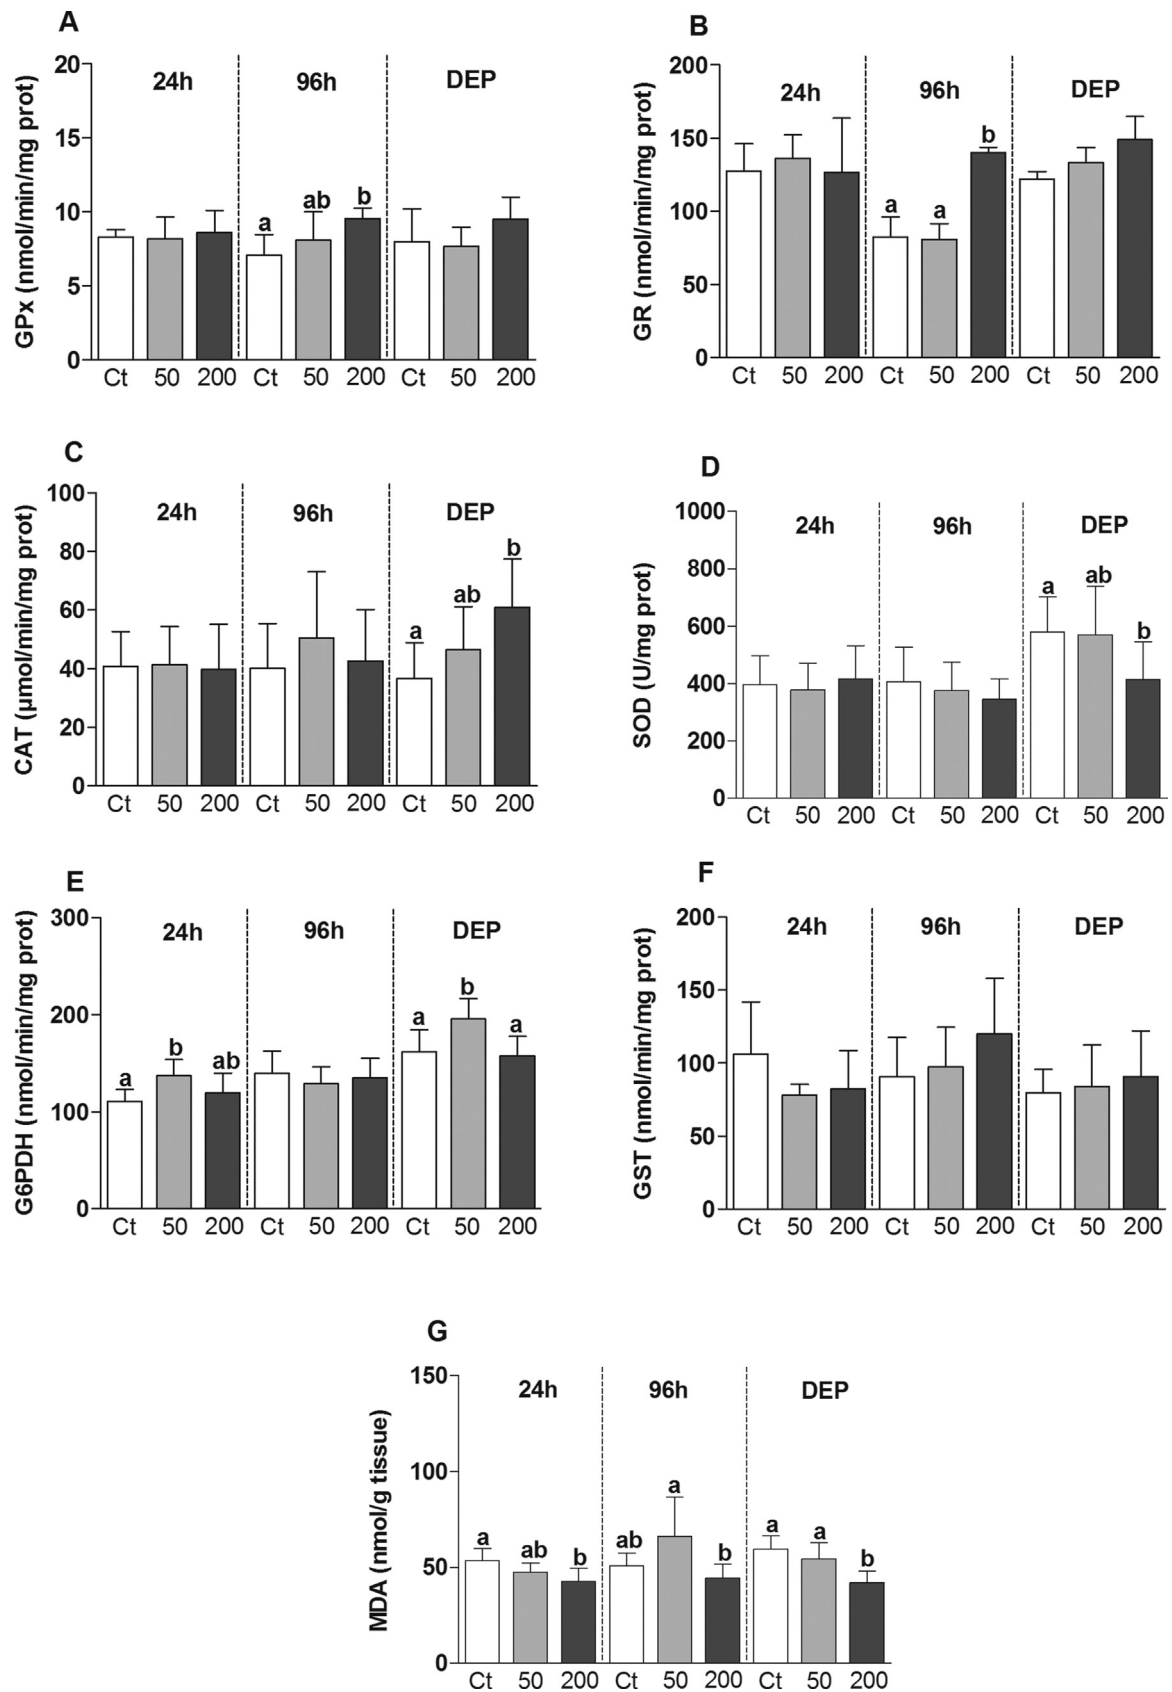 A
GPx (nmol/min/mg prot)
20
15
10
5
0
24h
96h
DEP
a
ab
b
Ct 50 200 Ct 50 200 Ct 50 200
B
GR (nmol/min/mg prot)
200
150
100
50
0
24h
96h
DEP
a
a
b
Ct 50 200 Ct 50 200 Ct 50 200
C
CAT (µmol/min/mg prot)
100
80
60
40
20
0
24h
96h
DEP
a
ab
b
Ct 50 200 Ct 50 200 Ct 50 200
D
SOD (U/mg prot)
1000
800
600
400
200
0
24h
96h
DEP
a
ab
b
Ct 50 200 Ct 50 200 Ct 50 200
E
G6PDH (nmol/min/mg prot)
300
200
100
0
24h
96h
DEP
a
b
ab
a
b
a
Ct 50 200 Ct 50 200 Ct 50 200
F
GST (nmol/min/mg prot)
200
150
100
50
0
24h
96h
DEP
Ct 50 200 Ct 50 200 Ct 50 200
G
MDA (nmol/g tissue)
150
100
50
0
24h
96h
DEP
a
ab
b
ab
a
b
a
a
b
Ct 50 200 Ct 50 200 Ct 50 200